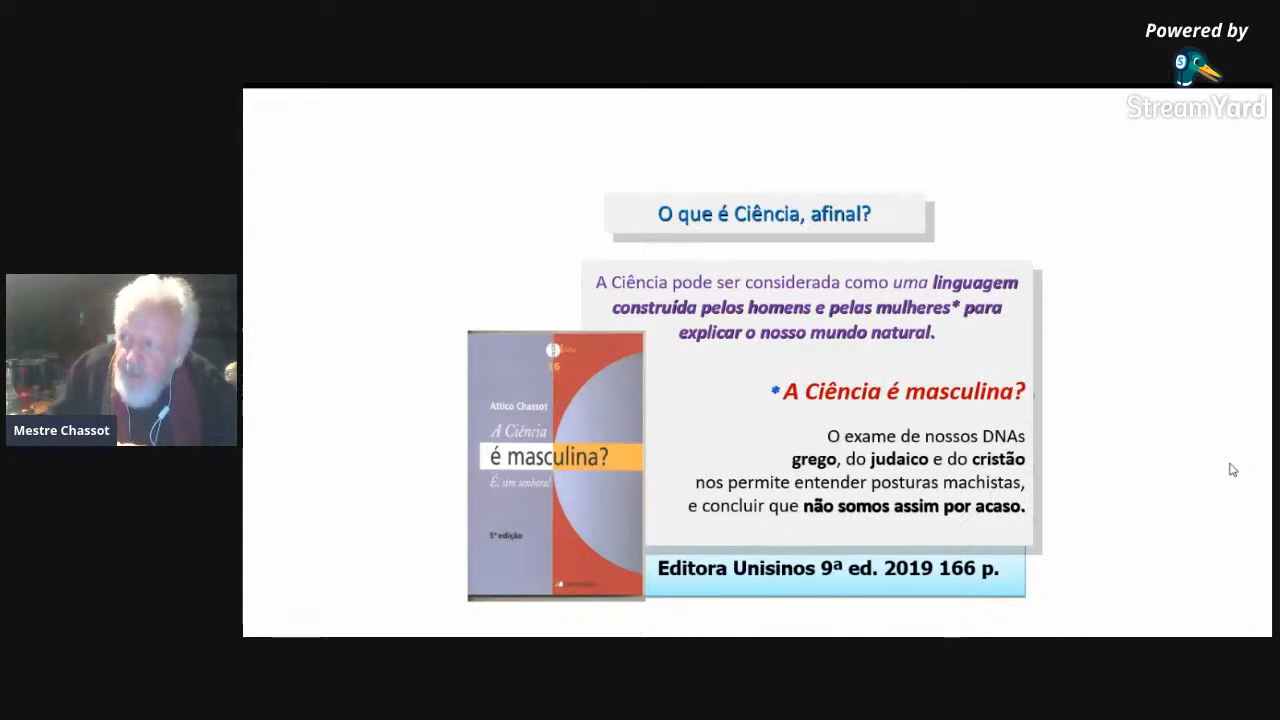 Powered by
StreamYard
O que é Ciência, afinal?
A Ciência pode ser considerada como uma linguagem
construída pelos homens e pelas mulheres* para
explicar o nosso mundo natural.
* A Ciência é masculina?
O exame de nossos DNAs
grego, do judaico e do cristão
nos permite entender posturas machistas,
e concluir que não somos assim por acaso.
Editora Unisinos 9ª ed. 2019 166 p.
16
Attico Chassot
A Ciência
é masculina?
É, sim senhora!
5ª edição
Mestre Chassot